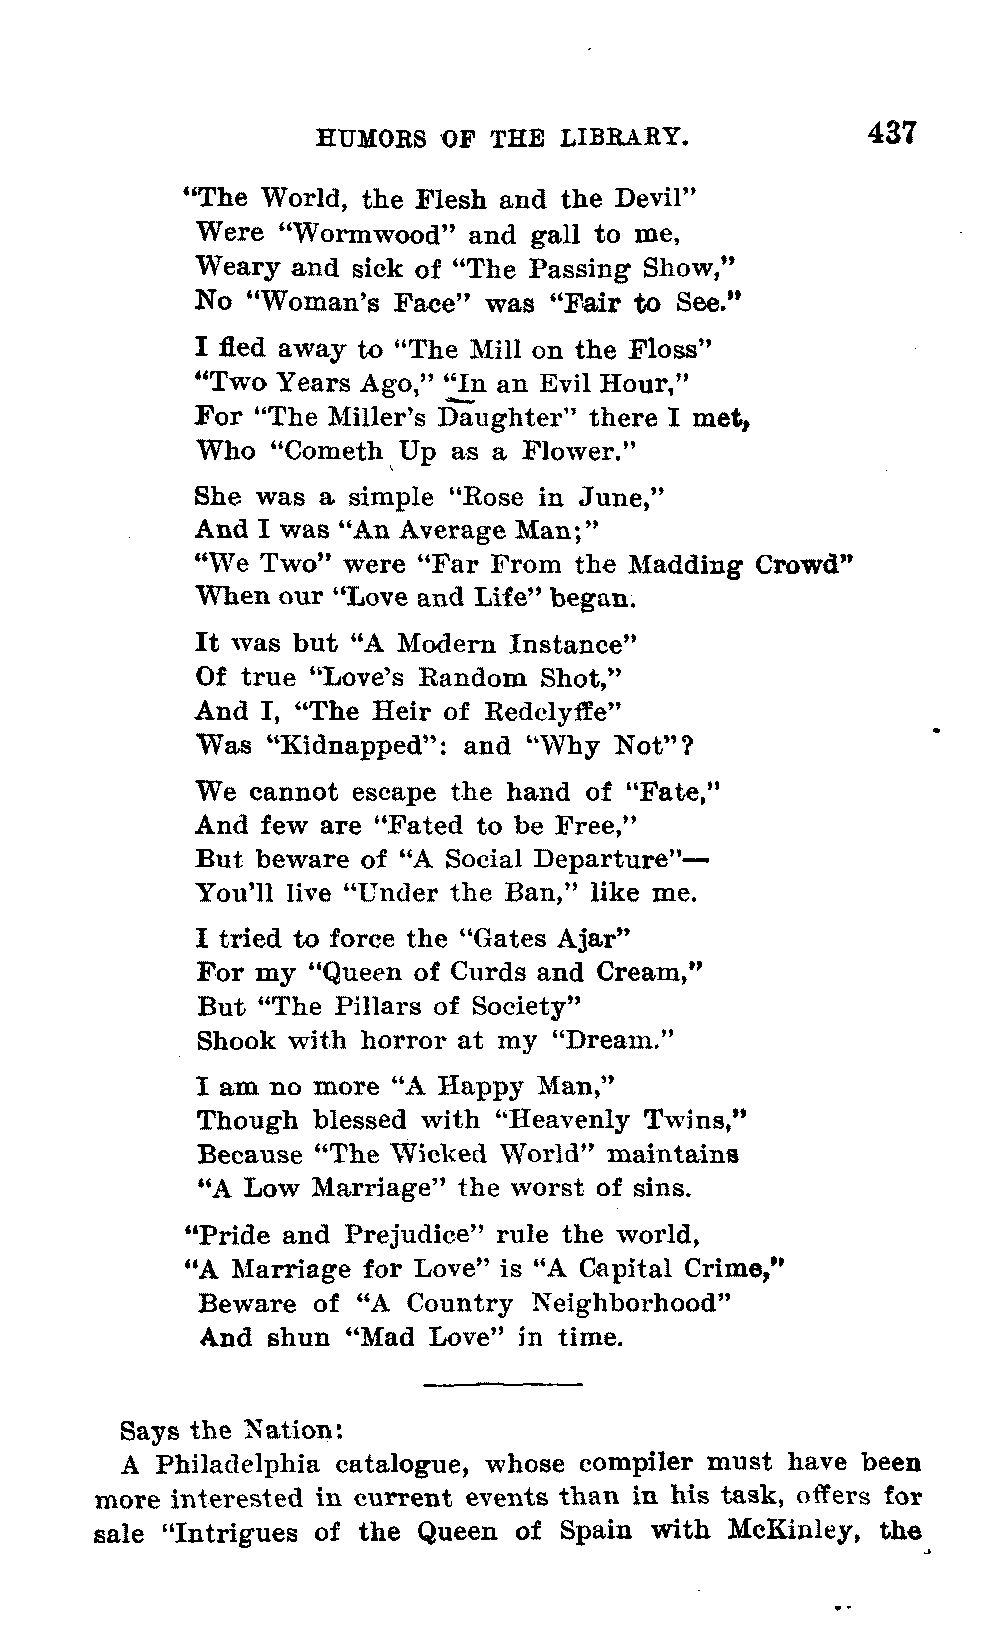 HUMORS OF THE LIBRARY. 437
"The World, the Flesh and the Devil"
Were "Wormwood" and gall to me,
Weary and sick of "The Passing Show,"
No "Woman's Face" was "Fair to See."
I fled away to "The Mill on the Floss"
"Two Years Ago," "In an Evil Hour,"
For "The Miller's Daughter" there I met,
Who "Cometh Up as a Flower."
She was a simple "Rose in June,"
And I was "An Average Man;"
"We Two" were "Far From the Madding Crowd"
When our "Love and Life" began.
It was but "A Modern Instance"
Of true "Love's Random Shot,"
And I, "The Heir of Redclyffe"
Was "Kidnapped": and "Why Not"?
We cannot escape the hand of "Fate,"
And few are "Fated to be Free,"
But beware of "A Social Departure"—
You'll live "Under the Ban," like me.
I tried to force the "Gates Ajar"
For my "Queen of Curds and Cream,"
But "The Pillars of Society"
Shook with horror at my "Dream."
I am no more "A Happy Man,"
Though blessed with "Heavenly Twins,"
Because "The Wicked World" maintains
"A Low Marriage" the worst of sins.
"Pride and Prejudice" rule the world,
"A Marriage for Love" is "A Capital Crime,"
Beware of "A Country Neighborhood"
And shun "Mad Love" in time.
Says the Nation:
A Philadelphia catalogue, whose compiler must have been
more interested in current events than in his task, offers for
sale "Intrigues of the Queen of Spain with McKinley, the